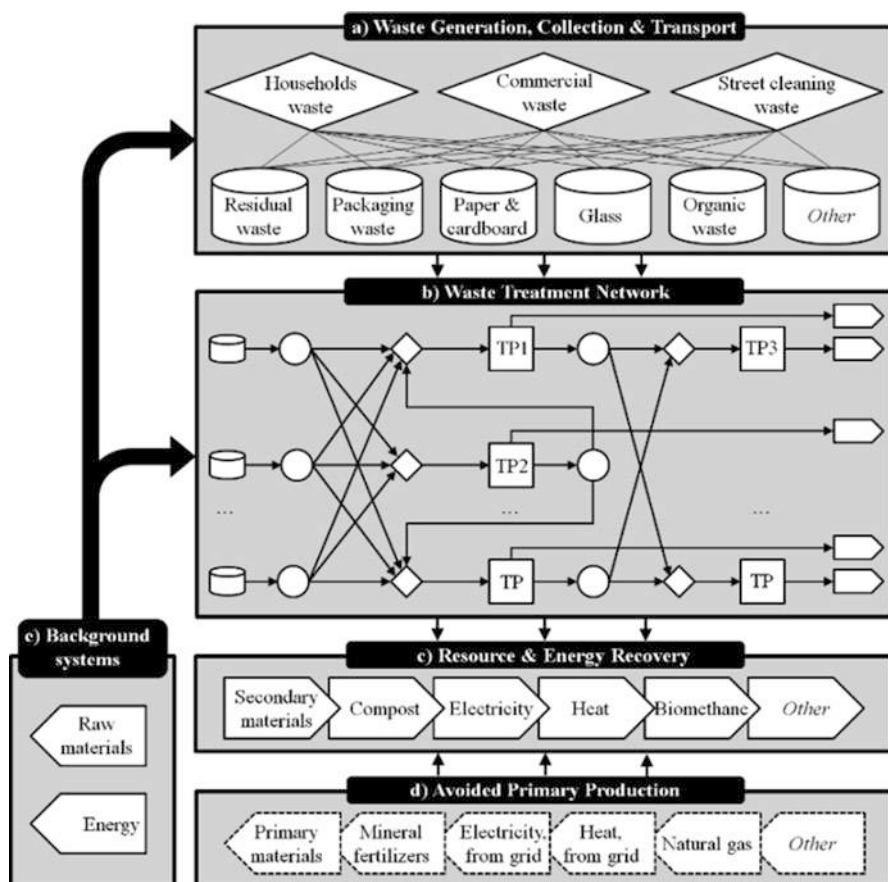 a) Waste Generation, Collection & Transport
Households
waste
Commercial
waste
Street cleaning
waste
Residual
waste
Packaging
waste
Paper &
cardboard
Glass
Organic
waste
Other
b) Waste Treatment Network
TP1
TP3
TP2
...
...
...
TP
TP
e) Background
systems
Raw
materials
Energy
c) Resource & Energy Recovery
Secondary
materials
Compost
Electricity
Heat
Biomethane
Other
d) Avoided Primary Production
Primary
materials
Mineral
fertilizers
Electricity,
from grid
Heat,
from grid
Natural gas
Other